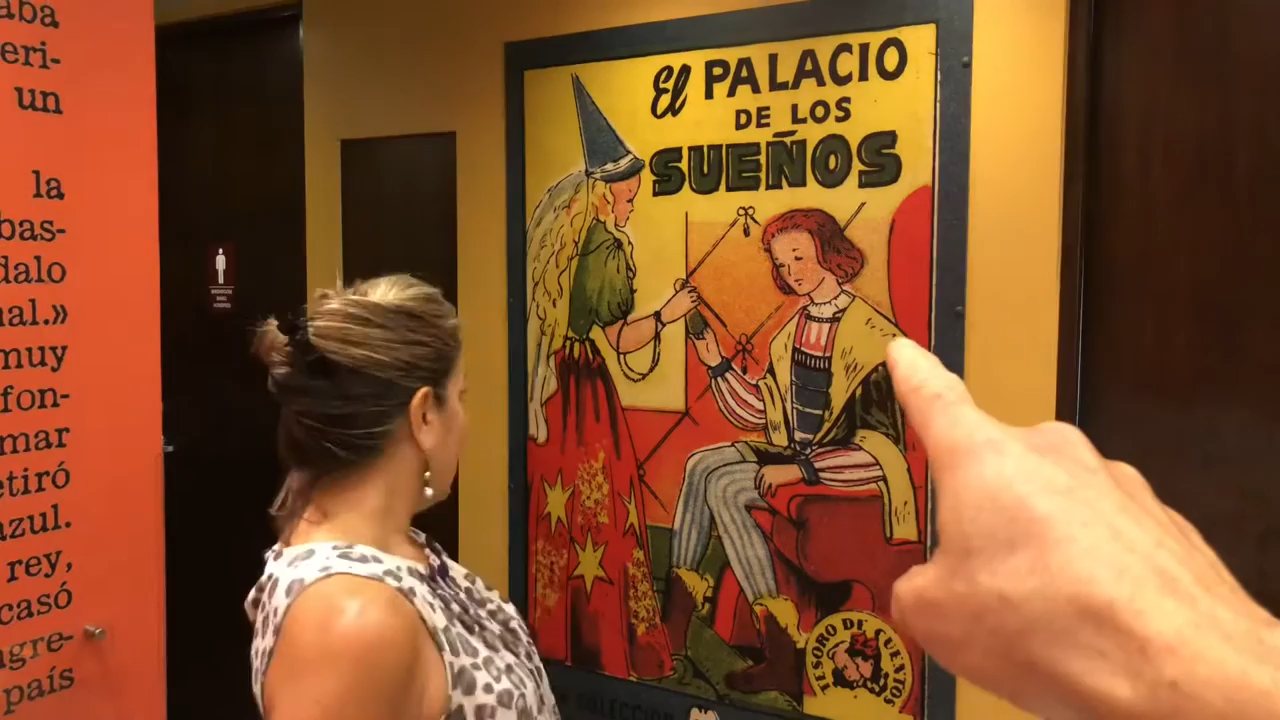 aba
eri-
un
la
bas-
dalo
nal.»
muy
fon-
mar
etiró
azul.
rey,
casó
agre-
país
El PALACIO
DE LOS
SUEÑOS
TESORO DE CUENTOS
COLECCION